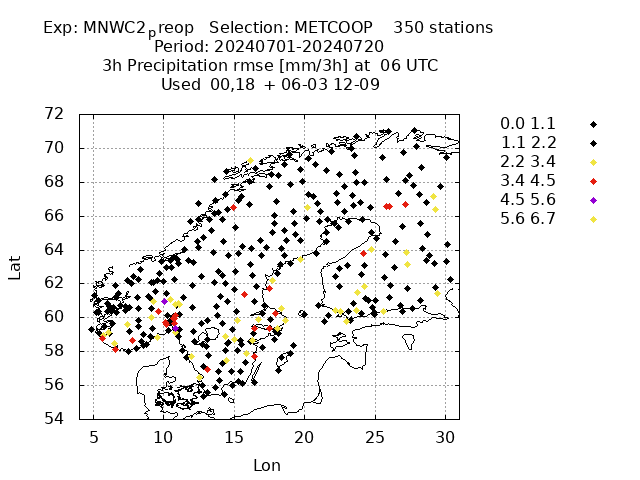 Exp: MNWC2preop   Selection: METCOOP    350 stations
Period: 20240701-20240720
3h Precipitation rmse [mm/3h] at  06 UTC
Used  00,18  + 06-03 12-09
72
70
68
66
64
62
60
58
56
54
5 10 15 20 25 30
Lat
Lon
0.0 1.1
1.1 2.2
2.2 3.4
3.4 4.5
4.5 5.6
5.6 6.7